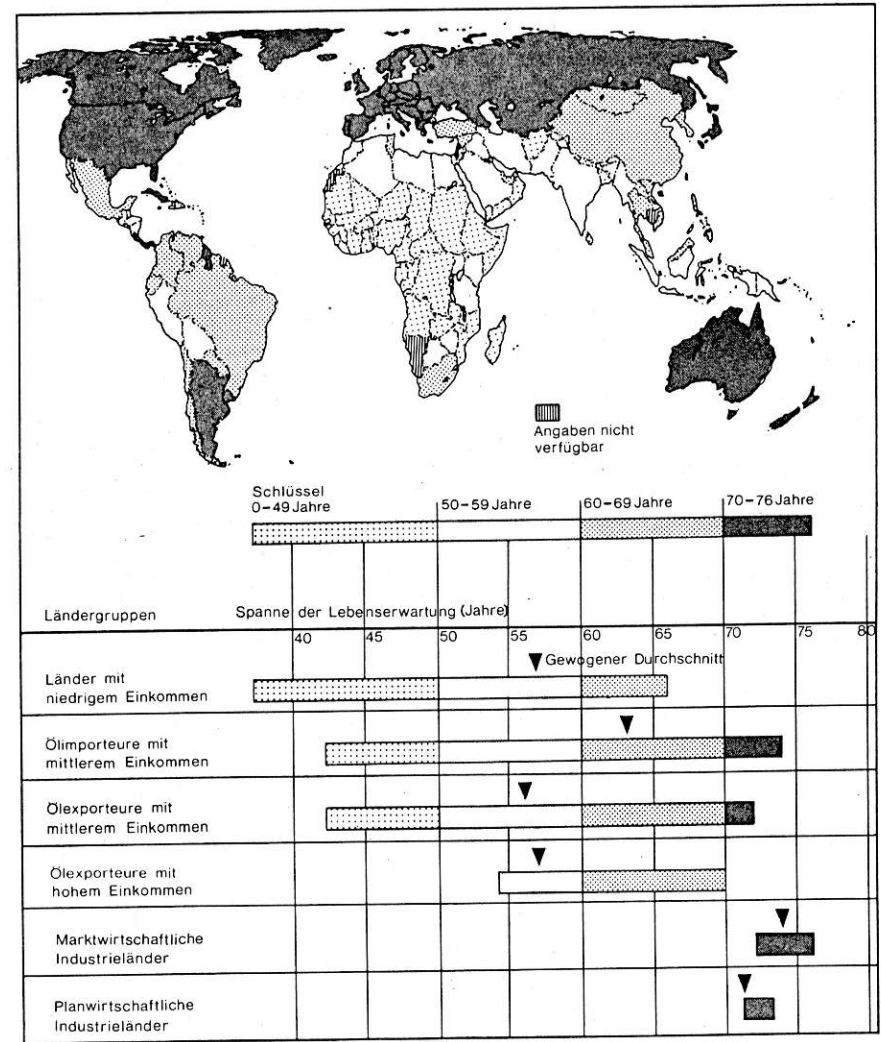 Angaben nicht
verfügbar
Schlüssel
0–49 Jahre
50–59 Jahre
60–69 Jahre
70–76 Jahre
Ländergruppen
Spanne der Lebenserwartung (Jahre)
40 45 50 55 60 65 70 75 80
Gewogener Durchschnitt
Länder mit
niedrigem Einkommen
Ölimporteure mit
mittlerem Einkommen
Ölexporteure mit
mittlerem Einkommen
Ölexporteure mit
hohem Einkommen
Marktwirtschaftliche
Industrieländer
Planwirtschaftliche
Industrieländer